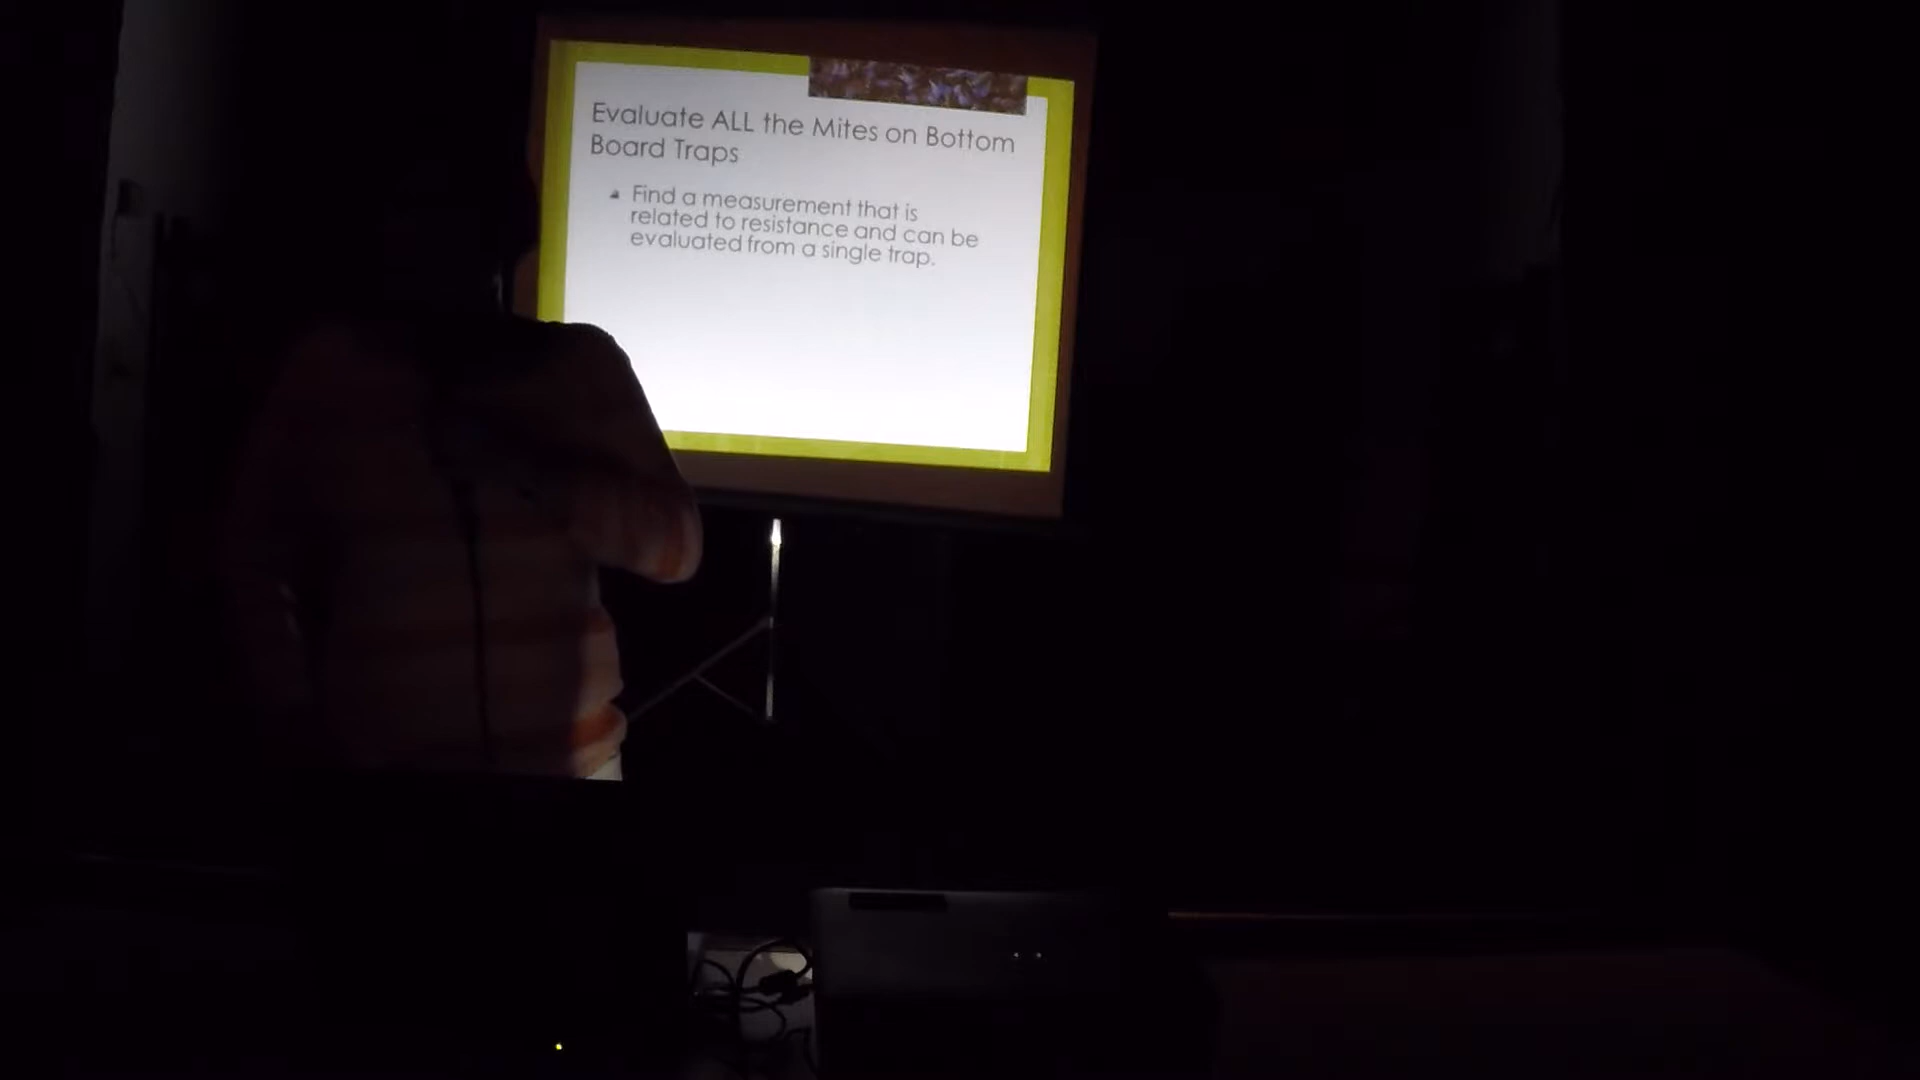 Evaluate ALL the Mites on Bottom
Board Traps
Find a measurement that is
related to resistance and can be
evaluated from a single trap.